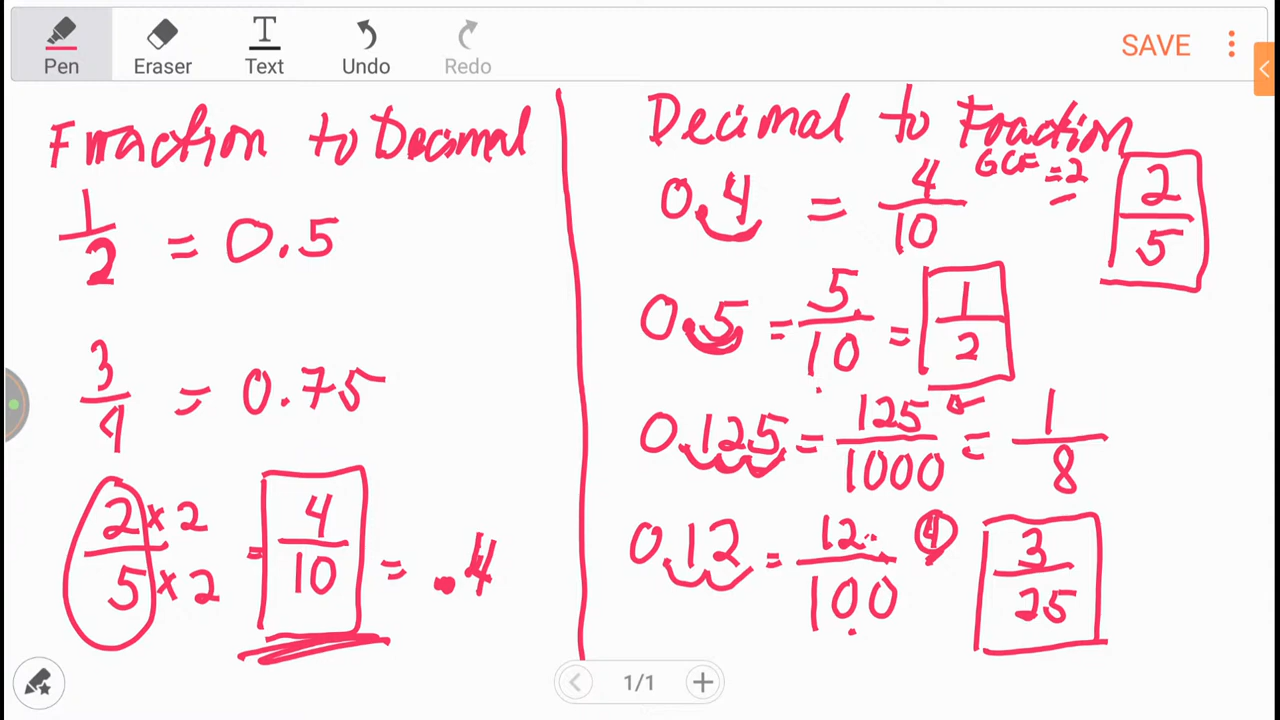 Pen Eraser Text Undo Redo SAVE
Fraction to Decimal
1/2 = 0.5
3/4 = 0.75
2/5 × 2 × 2 = 4/10 = .4
Decimal to Fraction
0.4 = 4/10 GCF = 2 2/5
0.5 = 5/10 = 1/2
0.125 = 125/1000 = 1/8
0.12 = 12/100 4 3/25
1/1